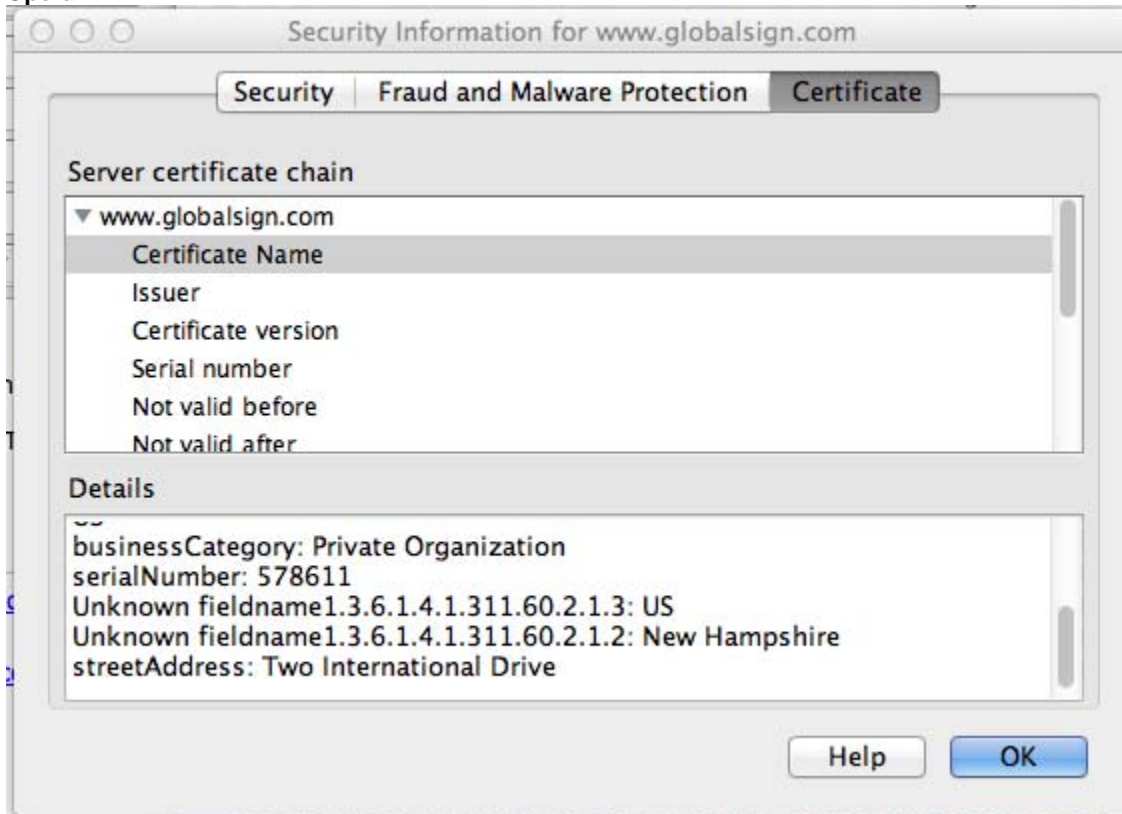 Security Information for www.globalsign.com
Security
Fraud and Malware Protection
Certificate
Server certificate chain
www.globalsign.com
Certificate Name
Issuer
Certificate version
Serial number
Not valid before
Not valid after
Details
businessCategory: Private Organization
serialNumber: 578611
Unknown fieldname1.3.6.1.4.1.311.60.2.1.3: US
Unknown fieldname1.3.6.1.4.1.311.60.2.1.2: New Hampshire
streetAddress: Two International Drive
Help
OK